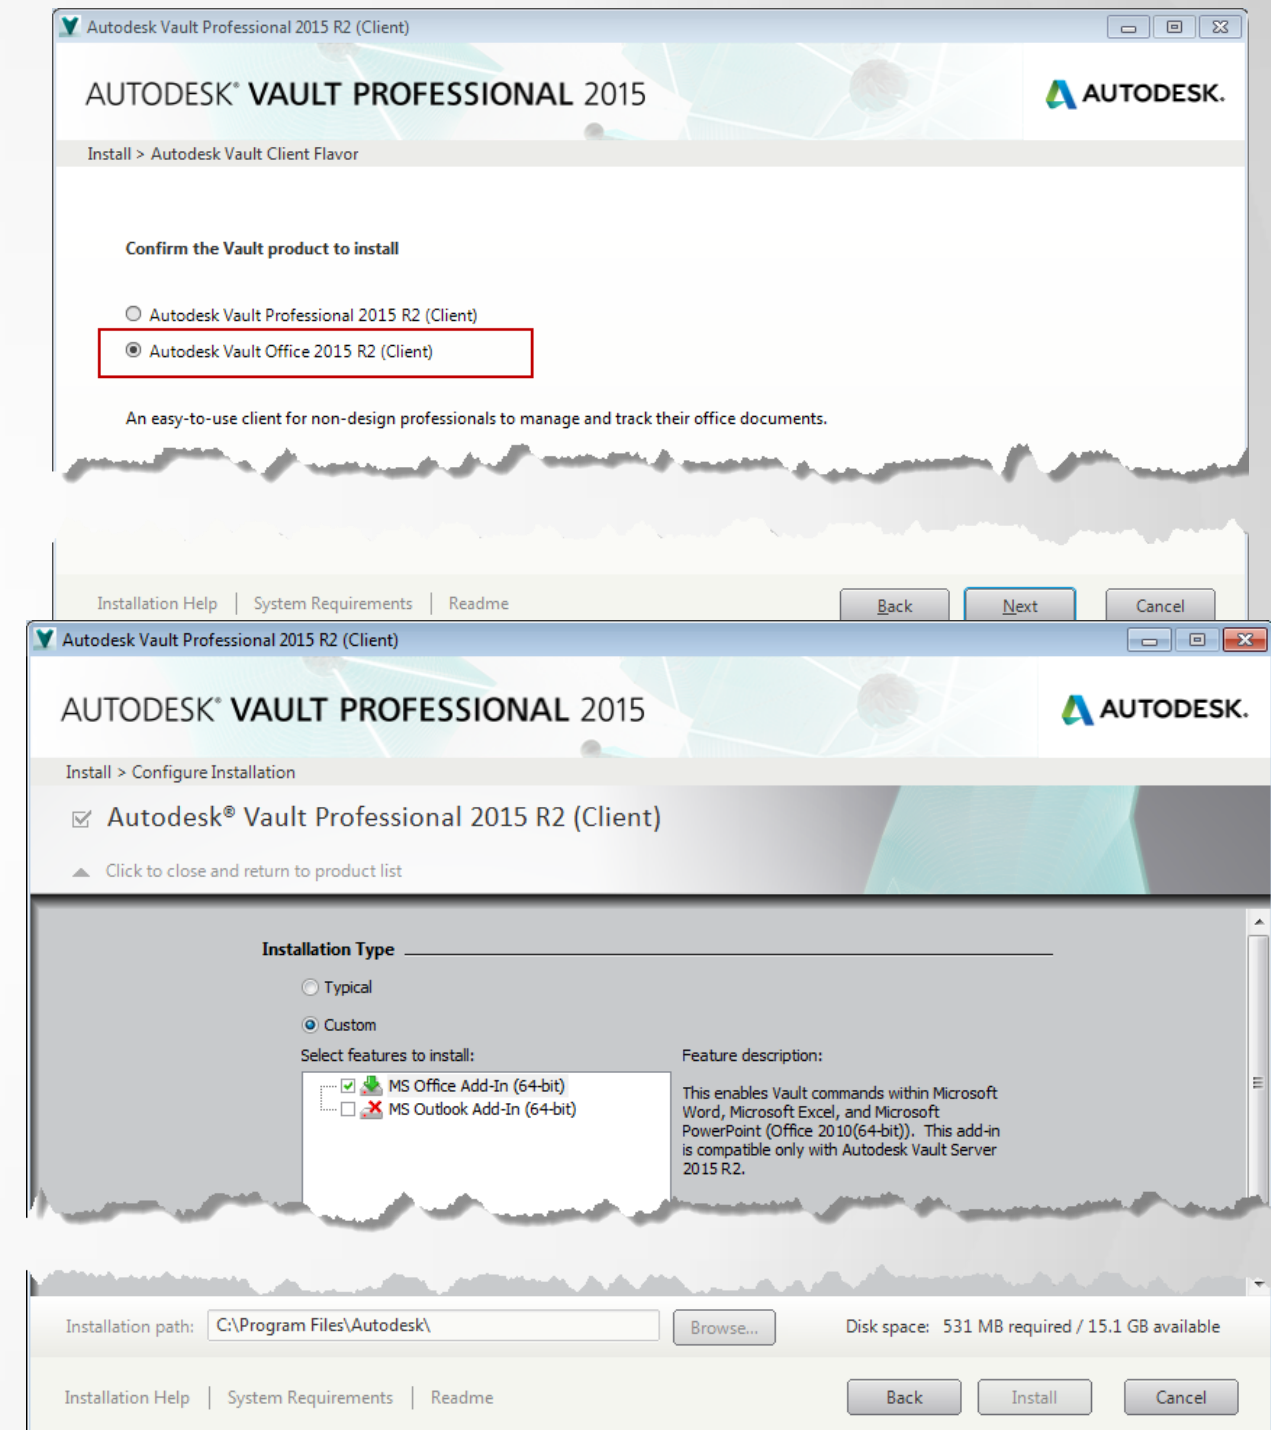 Autodesk Vault Professional 2015 R2 (Client)
AUTODESK® VAULT PROFESSIONAL 2015
AUTODESK.
Install > Autodesk Vault Client Flavor
Confirm the Vault product to install
Autodesk Vault Professional 2015 R2 (Client)
Autodesk Vault Office 2015 R2 (Client)
An easy-to-use client for non-design professionals to manage and track their office documents.
Installation Help | System Requirements | Readme
Back
Next
Cancel
Autodesk Vault Professional 2015 R2 (Client)
AUTODESK® VAULT PROFESSIONAL 2015
AUTODESK.
Install > Configure Installation
Autodesk® Vault Professional 2015 R2 (Client)
Click to close and return to product list
Installation Type
Typical
Custom
Select features to install:
MS Office Add-In (64-bit)
MS Outlook Add-In (64-bit)
Feature description:
This enables Vault commands within Microsoft
Word, Microsoft Excel, and Microsoft
PowerPoint (Office 2010(64-bit)). This add-in
is compatible only with Autodesk Vault Server
2015 R2.
Installation path:
C:\Program Files\Autodesk\
Browse...
Disk space: 531 MB required / 15.1 GB available
Installation Help | System Requirements | Readme
Back
Install
Cancel